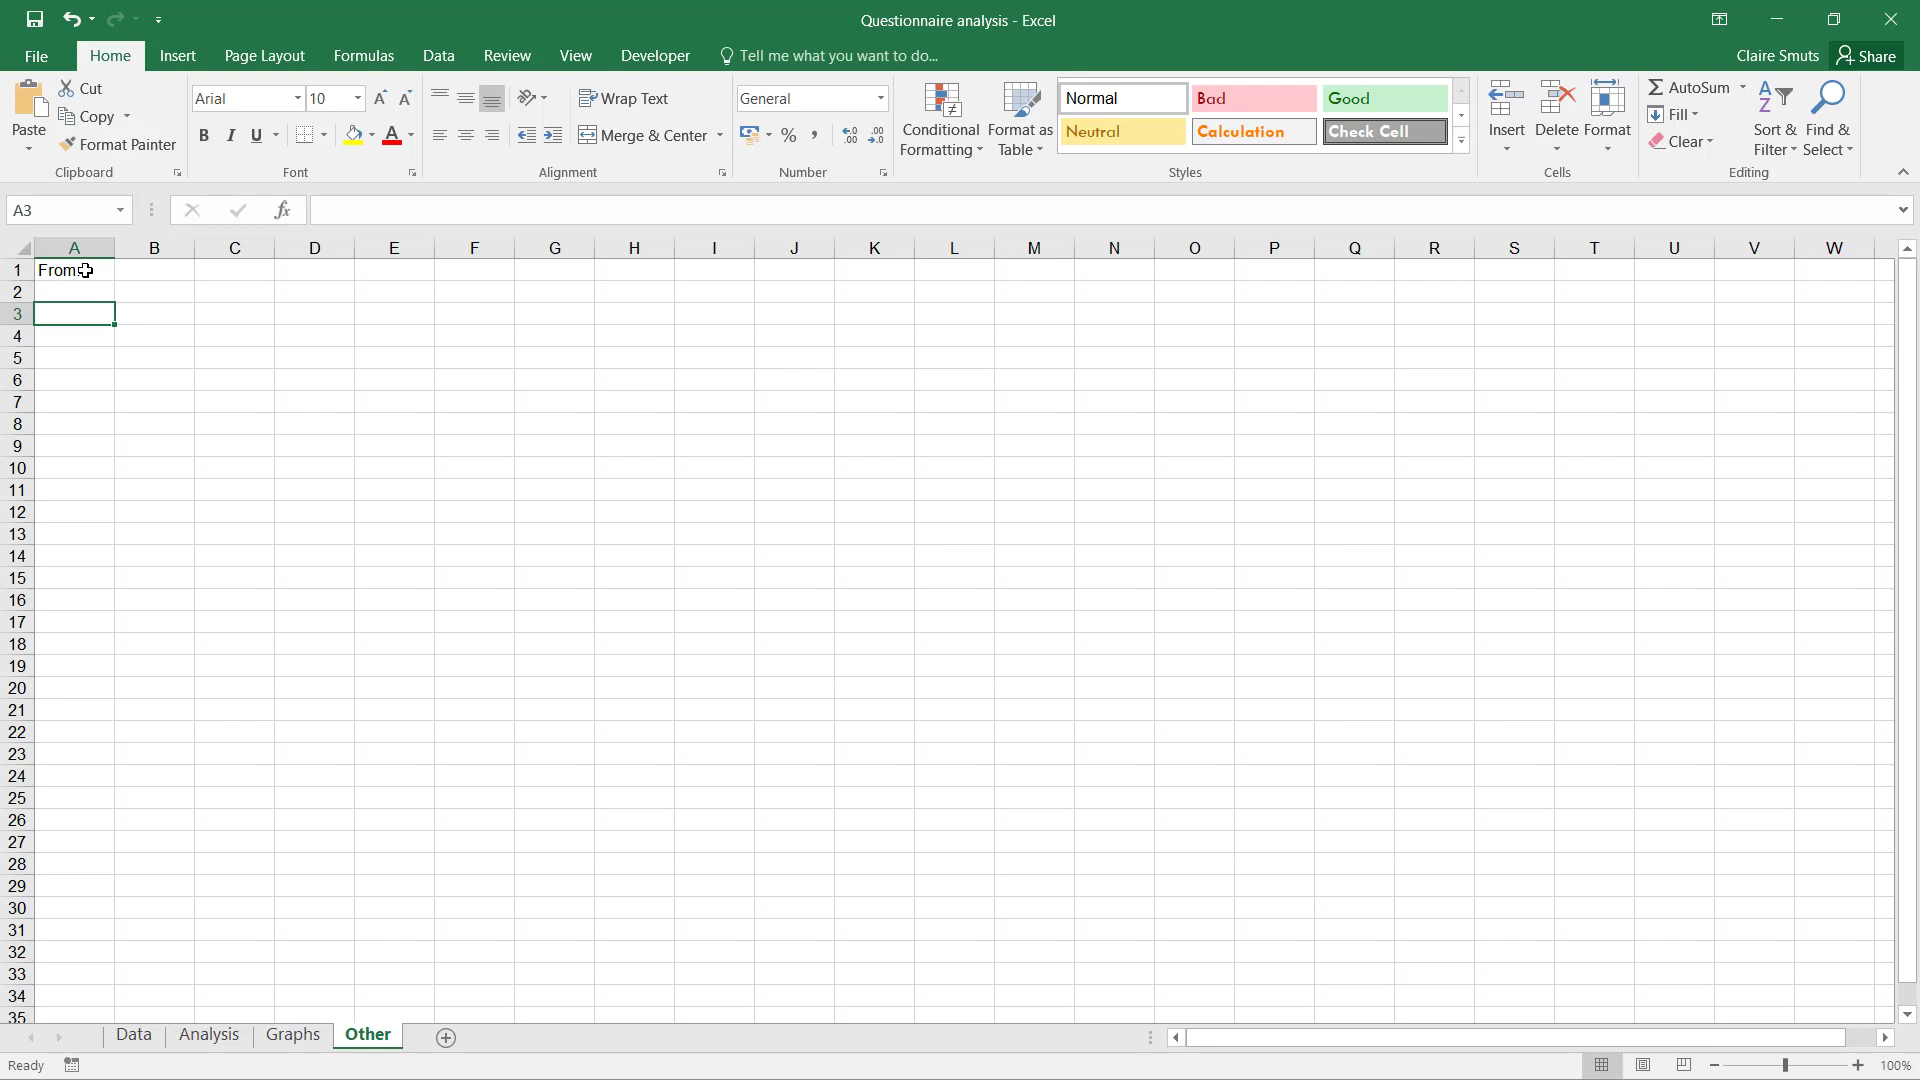 Questionnaire analysis - Excel
File Home Insert Page Layout Formulas Data Review View Developer Tell me what you want to do... Claire Smuts Share
Paste
Cut
Copy
Format Painter
Clipboard
Arial 10
B I U A
Font
Wrap Text
Merge & Center
Alignment
General
% ,
Number
Conditional Formatting
Format as Table
Normal Bad Good
Neutral Calculation Check Cell
Styles
Insert Delete Format
Cells
AutoSum
Fill
Clear
Sort & Filter
Find & Select
Editing
A3 fx
A B C D E F G H I J K L M N O P Q R S T U V W
1 From
2
3
4
5
6
7
8
9
10
11
12
13
14
15
16
17
18
19
20
21
22
23
24
25
26
27
28
29
30
31
32
33
34
35
Data Analysis Graphs Other
Ready 100%